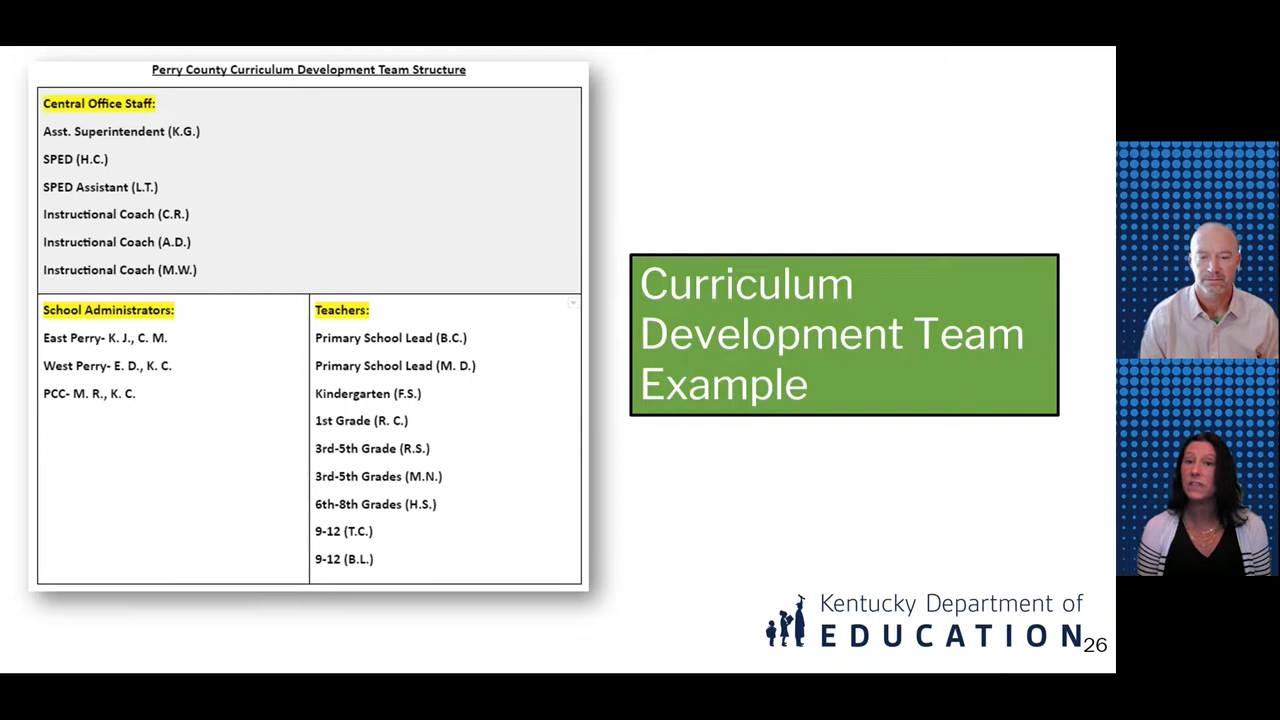 Perry County Curriculum Development Team Structure
Central Office Staff:
Asst. Superintendent (K.G.)
SPED (H.C.)
SPED Assistant (L.T.)
Instructional Coach (C.R.)
Instructional Coach (A.D.)
Instructional Coach (M.W.)
School Administrators:
East Perry- K. J., C. M.
West Perry- E. D., K. C.
PCC- M. R., K. C.
Teachers:
Primary School Lead (B.C.)
Primary School Lead (M. D.)
Kindergarten (F.S.)
1st Grade (R. C.)
3rd-5th Grade (R.S.)
3rd-5th Grades (M.N.)
6th-8th Grades (H.S.)
9-12 (T.C.)
9-12 (B.L.)
Curriculum
Development Team
Example
Kentucky Department of
EDUCATION
26